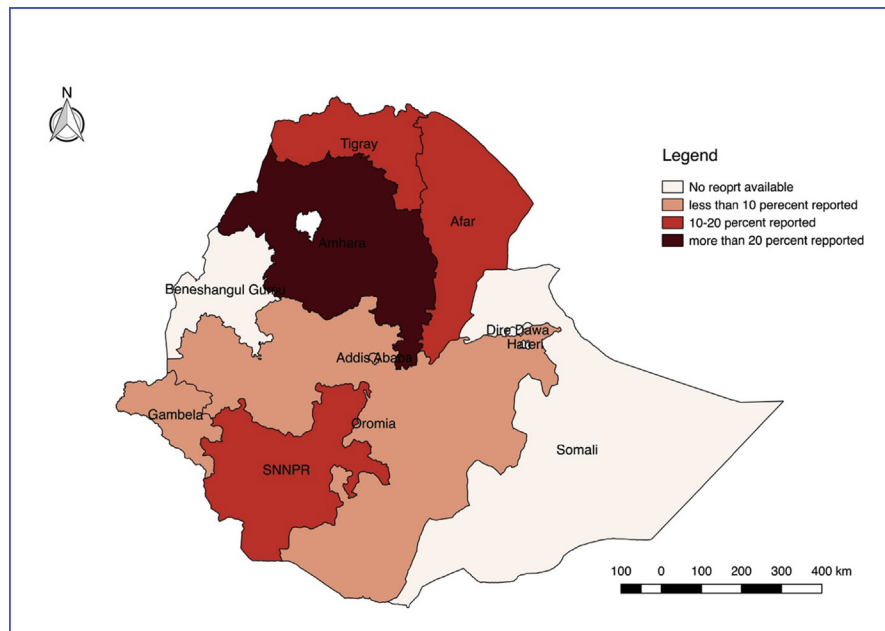 N
Tigray
Legend
No reoprt available
less than 10 perecent reported
10-20 percent reported
more than 20 percent repported
Afar
Amhara
Beneshangul Gumu
Dire Dawa
Hareri
Addis Ababa
Gambela
Oromia
Somali
SNNPR
100 0 100 200 300 400 km